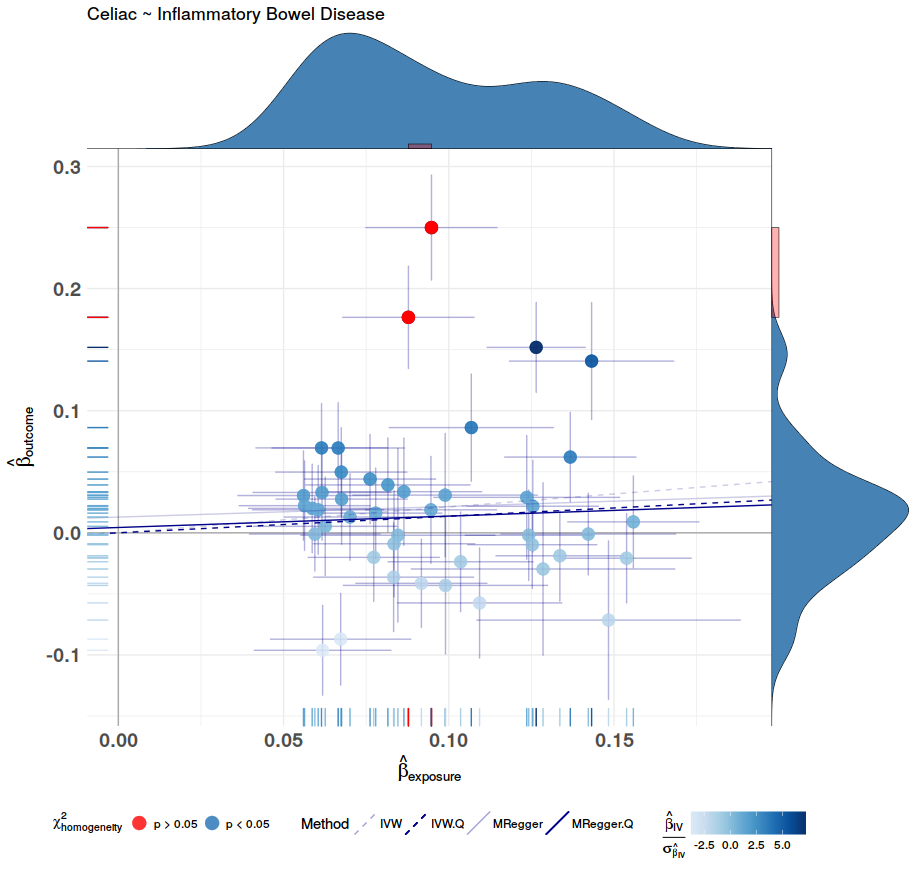 Celiac ~ Inflammatory Bowel Disease
0.3
0.2
0.1
0.0
-0.1
β̂outcome
0.00 0.05 0.10 0.15
β̂exposure
χ²homogeneity p > 0.05 p < 0.05 Method IVW IVW.Q MRegger MRegger.Q
β̂IV
σβ̂IV
-2.5 0.0 2.5 5.0